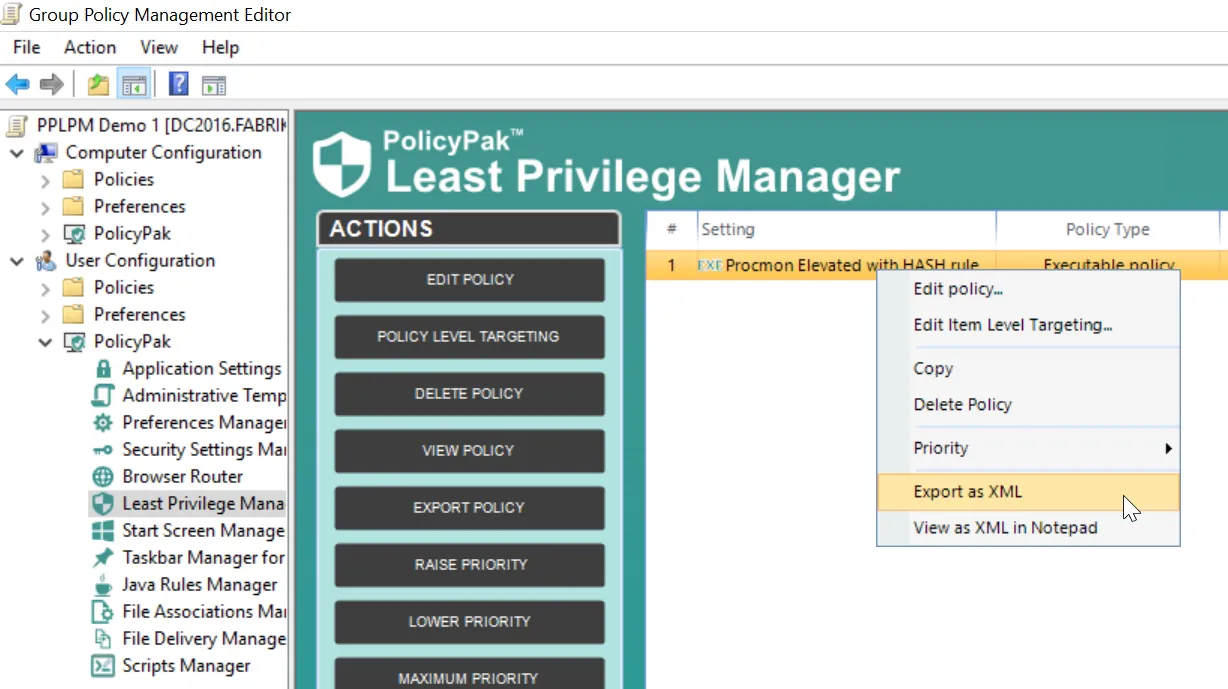 Group Policy Management Editor
File Action View Help
PPLPM Demo 1 [DC2016.FABRIK
Computer Configuration
Policies
Preferences
PolicyPak
User Configuration
Policies
Preferences
PolicyPak
Application Settings
Administrative Temp
Preferences Manager
Security Settings Mar
Browser Router
Least Privilege Mana
Start Screen Manage
Taskbar Manager for
Java Rules Manager
File Associations Mar
File Delivery Manage
Scripts Manager
PolicyPak™
Least Privilege Manager
ACTIONS
EDIT POLICY
POLICY LEVEL TARGETING
DELETE POLICY
VIEW POLICY
EXPORT POLICY
RAISE PRIORITY
LOWER PRIORITY
MAXIMUM PRIORITY
# Setting Policy Type
1 EXE Procmon Elevated with HASH rule Executable policy
Edit policy...
Edit Item Level Targeting...
Copy
Delete Policy
Priority
Export as XML
View as XML in Notepad